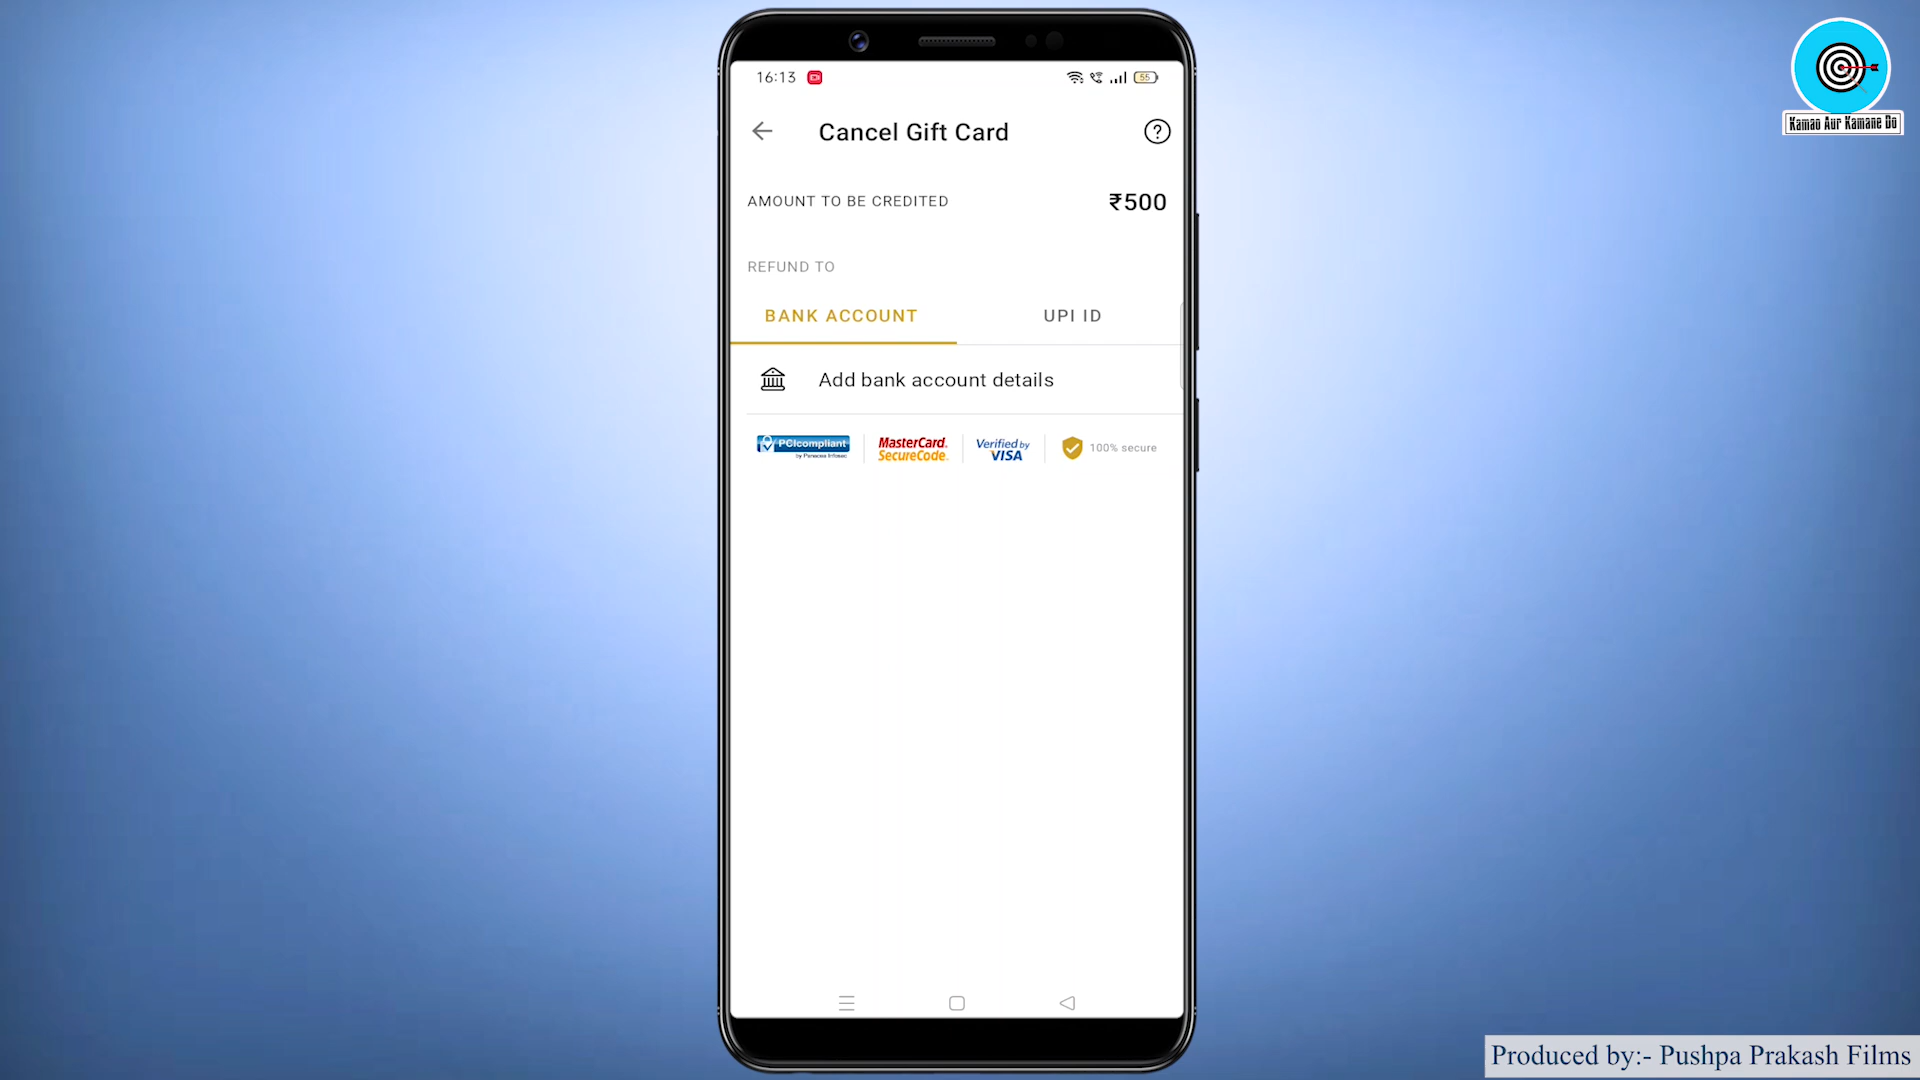 Kamao Aur Kamane Do
16:13
55
Cancel Gift Card
?
AMOUNT TO BE CREDITED ₹500
REFUND TO
BANK ACCOUNT UPI ID
Add bank account details
PCIcompliant
by Panacea Infosec
MasterCard.
SecureCode.
Verified by
VISA
100% secure
Produced by:- Pushpa Prakash Films